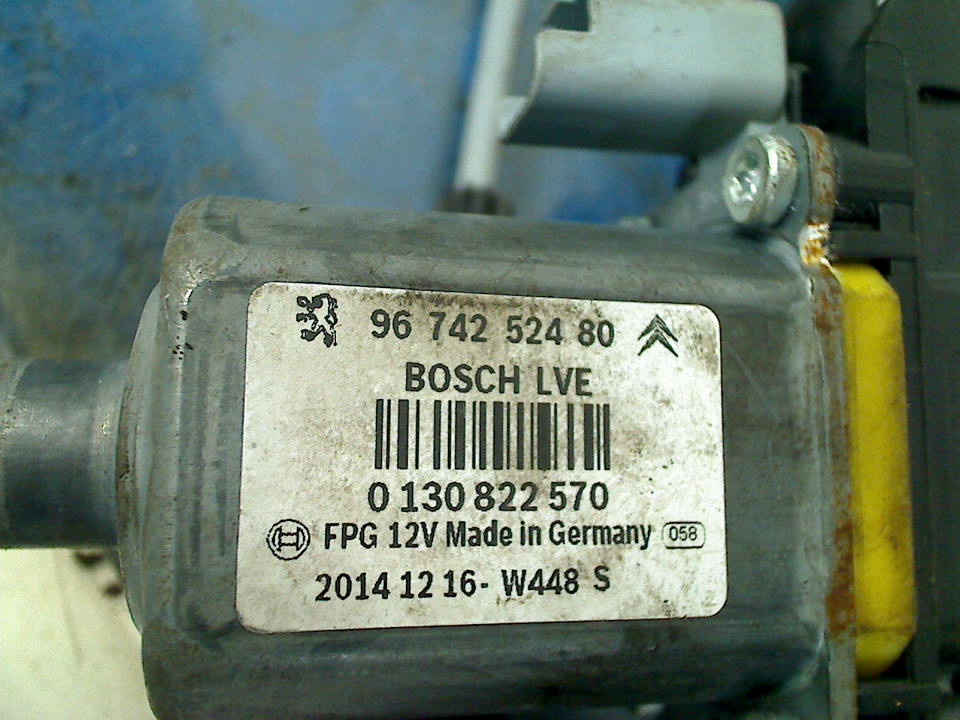 96 742 524 80
BOSCH LVE
0 130 822 570
FPG 12V Made in Germany 058
2014 12 16- W448 S